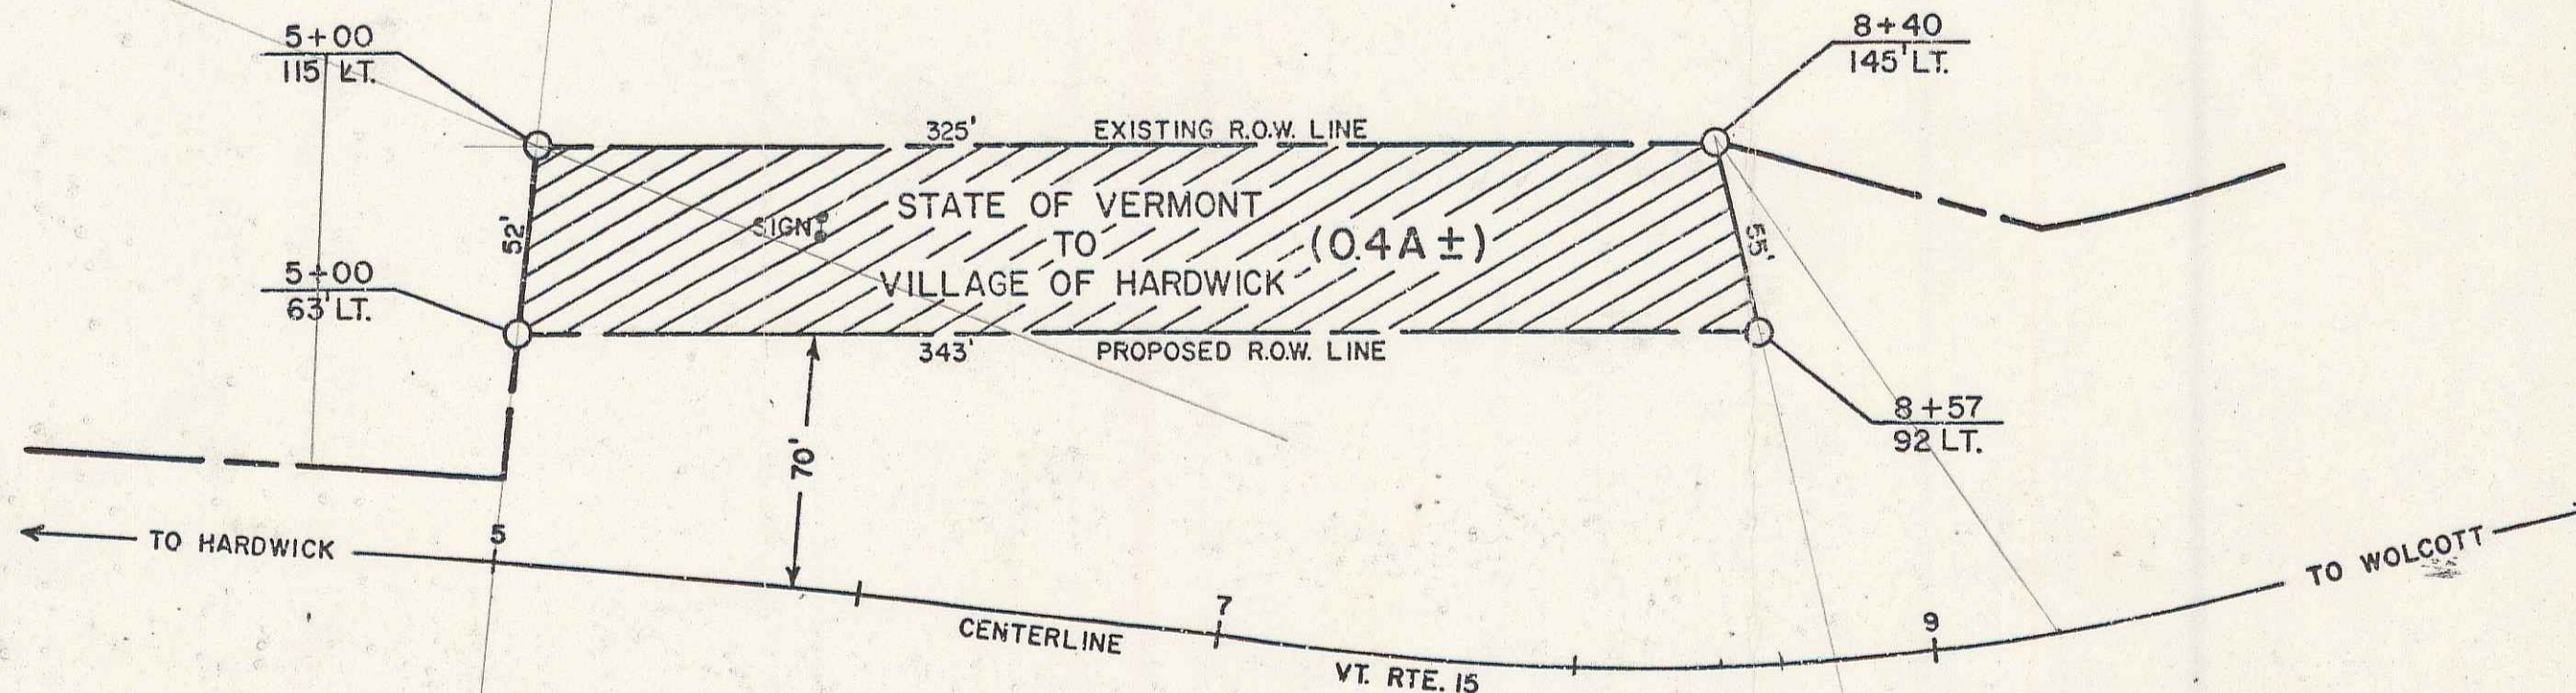 5+00
115' LT.
8+40
145' LT.
325'
EXISTING R.O.W. LINE
STATE OF VERMONT
TO
VILLAGE OF HARDWICK
(0.4A ±)
SIGN
52'
55'
5+00
63' LT.
343'
PROPOSED R.O.W. LINE
8+57
92 LT.
70'
TO HARDWICK
5
7
9
CENTERLINE
VT. RTE. 15
TO WOLCOTT